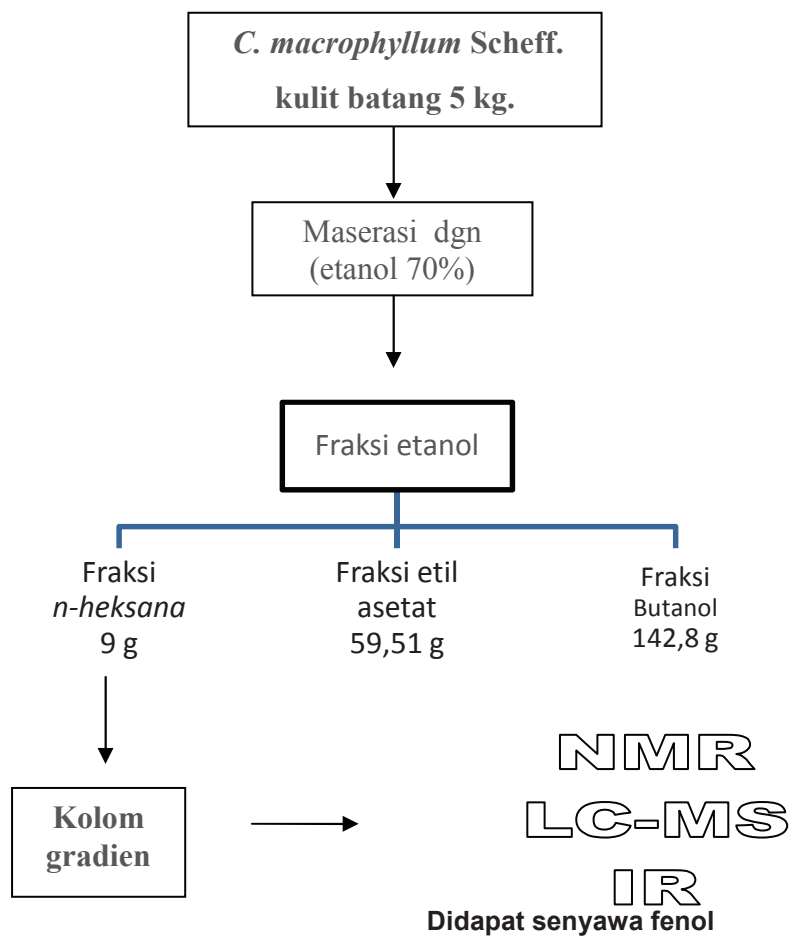 C. macrophyllum Scheff.
kulit batang 5 kg.
Maserasi dgn
(etanol 70%)
Fraksi etanol
Fraksi
n-heksana
9 g
Fraksi etil
asetat
59,51 g
Fraksi
Butanol
142,8 g
Kolom
gradien
NMR
LC-MS
IR
Didapat senyawa fenol